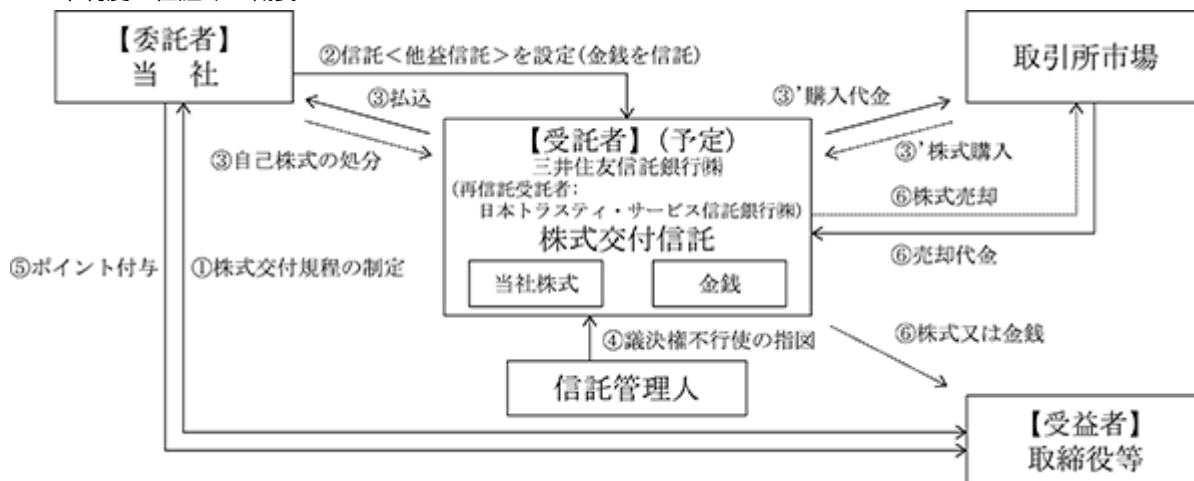 【委託者】
当 社
②信託<他益信託>を設定(金銭を信託)
取引所市場
③払込
③’購入代金
【受託者】(予定)
三井住友信託銀行㈱
(再信託受託者:
日本トラスティ・サービス信託銀行㈱)
株式交付信託
当社株式
金銭
③自己株式の処分
③’株式購入
⑥株式売却
⑥売却代金
⑤ポイント付与
①株式交付規程の制定
④議決権不行使の指図
⑥株式又は金銭
信託管理人
【受益者】
取締役等